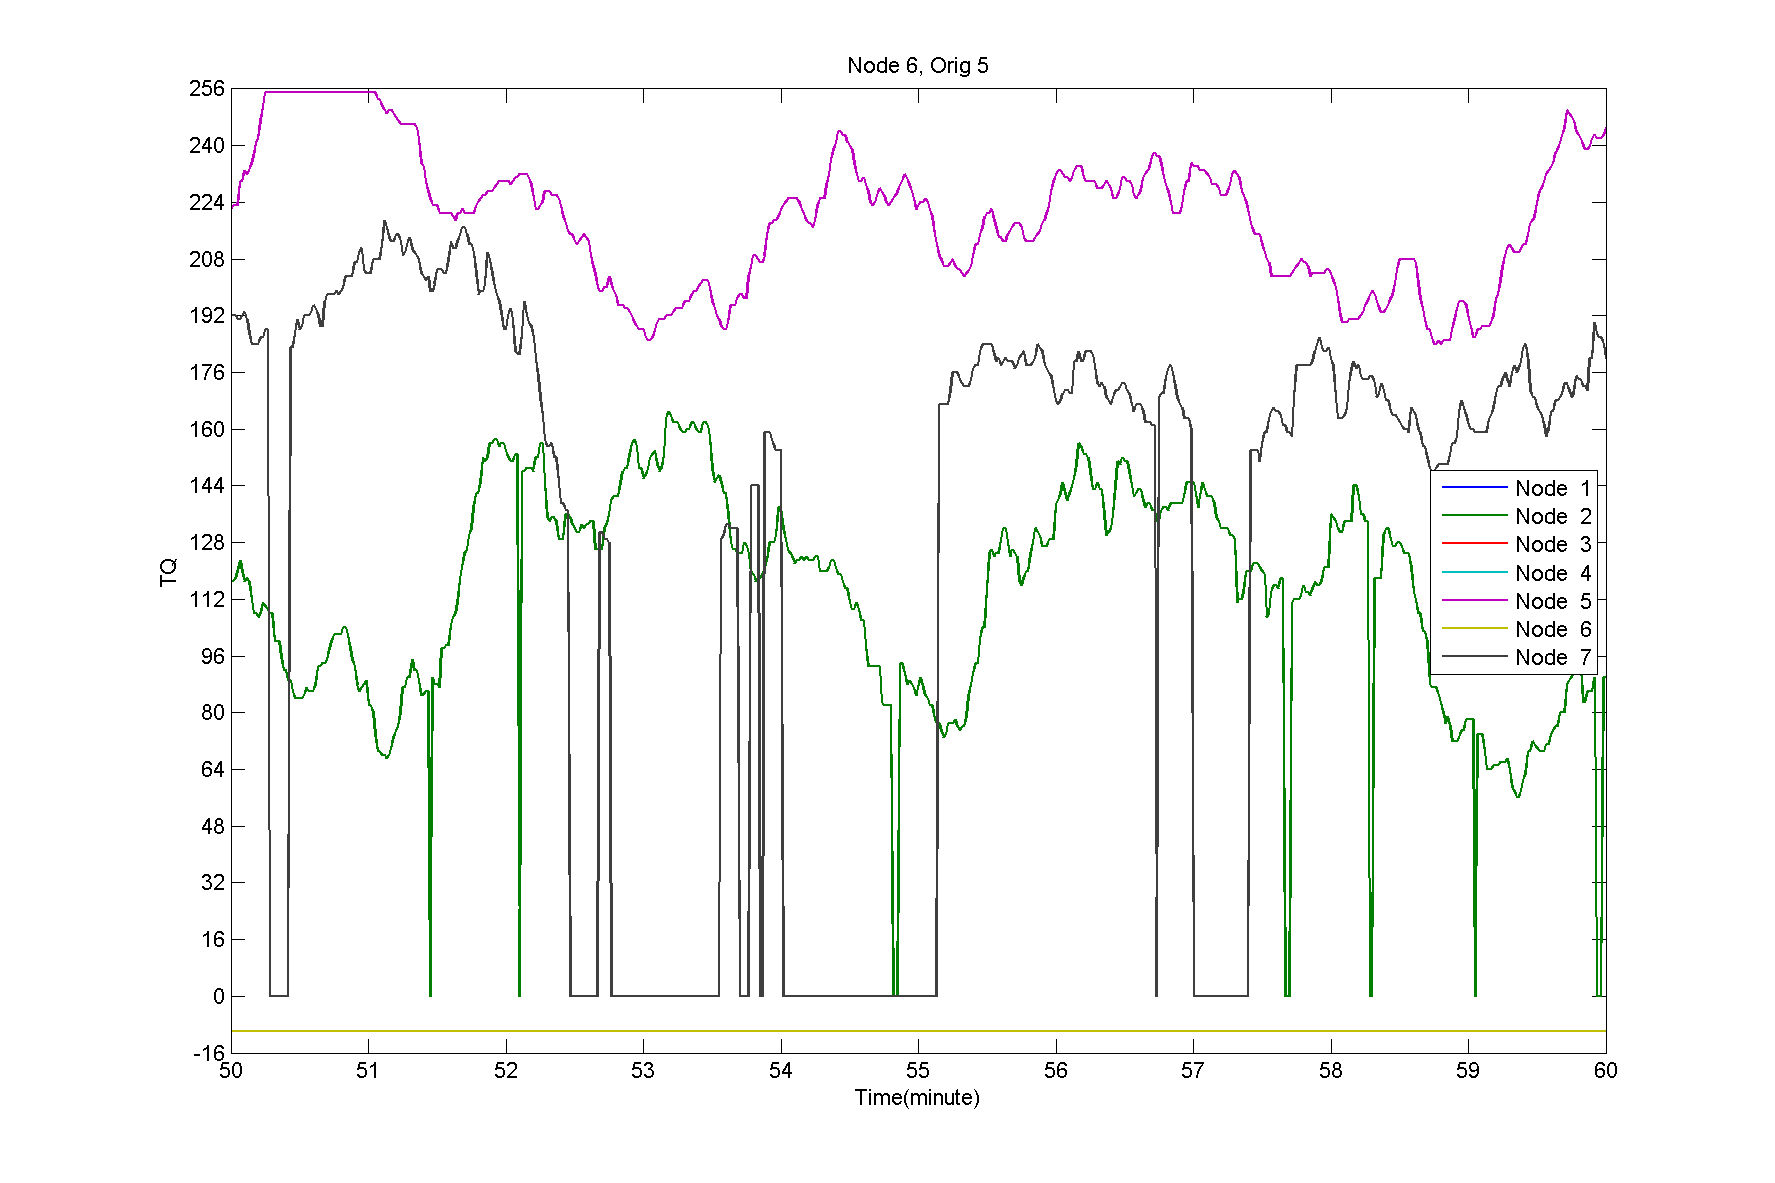 Node 6, Orig 5
256
240
224
208
192
176
160
144
128
112
96
80
64
48
32
16
0
-16
TQ
50 51 52 53 54 55 56 57 58 59 60
Time(minute)
Node 1
Node 2
Node 3
Node 4
Node 5
Node 6
Node 7